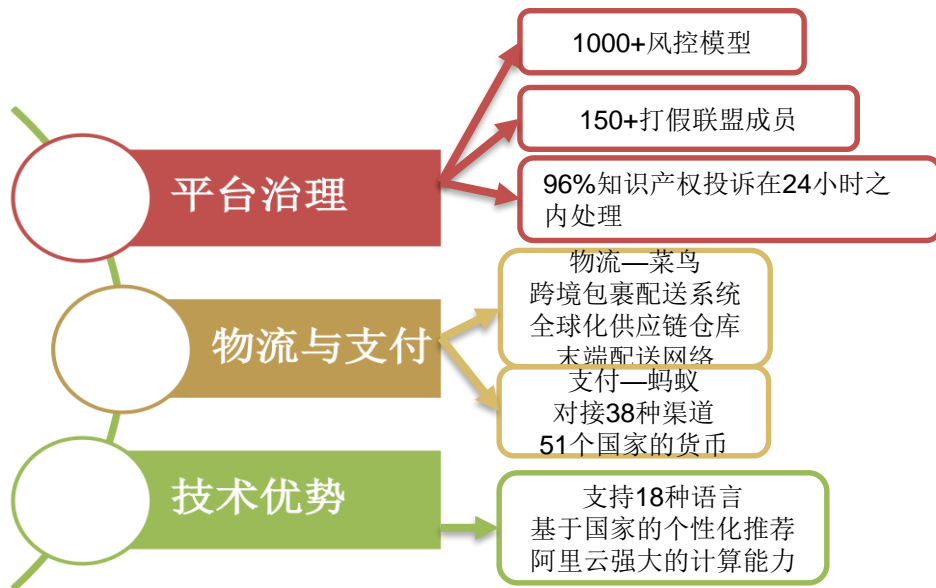 平台治理
1000+风控模型
150+打假联盟成员
96%知识产权投诉在24小时之
内处理
物流与支付
物流—菜鸟
跨境包裹配送系统
全球化供应链仓库
末端配送网络
支付—蚂蚁
对接38种渠道
51个国家的货币
技术优势
支持18种语言
基于国家的个性化推荐
阿里云强大的计算能力